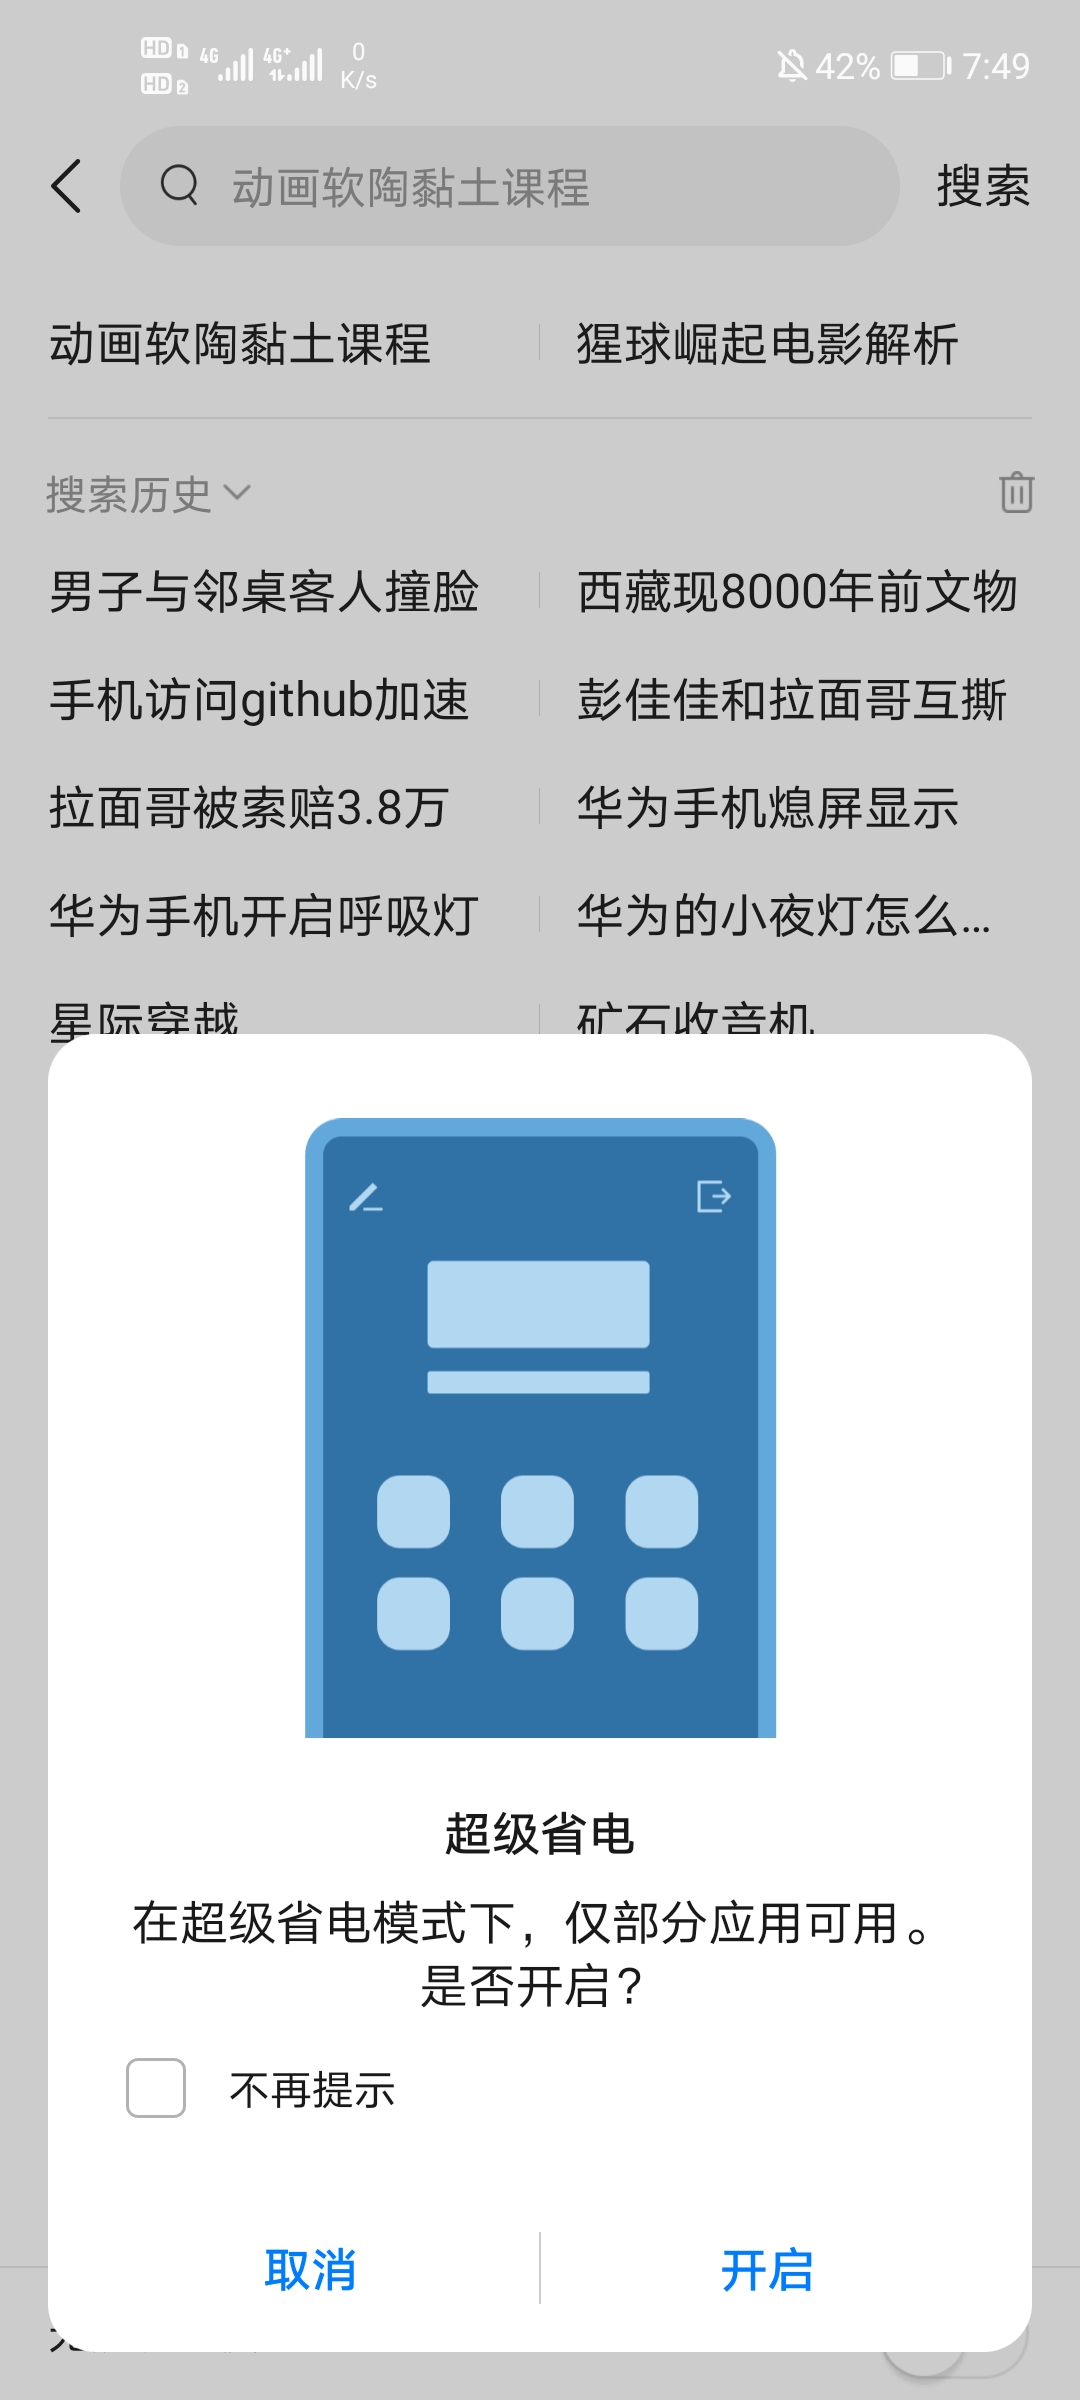 HD 1 4G 4G+ 0 42% 7:49
HD 2 K/s
动画软陶黏土课程 搜索
动画软陶黏土课程 猩球崛起电影解析
搜索历史
男子与邻桌客人撞脸 西藏现8000年前文物
手机访问github加速 彭佳佳和拉面哥互撕
拉面哥被索赔3.8万 华为手机熄屏显示
华为手机开启呼吸灯 华为的小夜灯怎么...
星际穿越 矿石收音机
超级省电
在超级省电模式下，仅部分应用可用。
是否开启？
不再提示
取消 开启